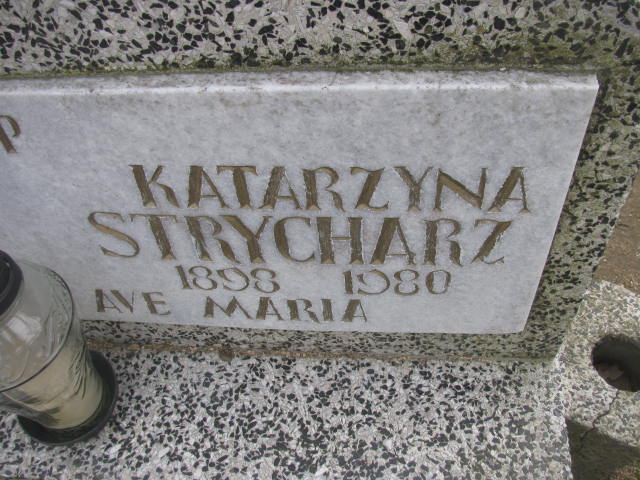 P
KATARZYNA
STRYCHARZ
1898 1980
AVE MARIA